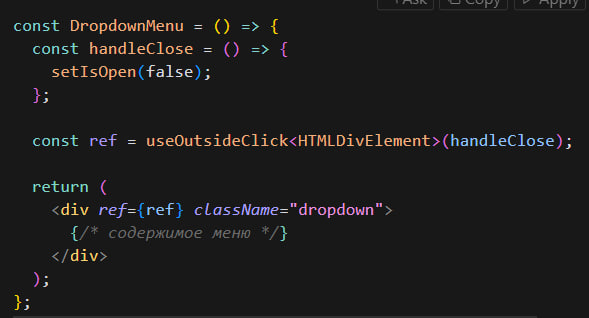 Ask Copy Apply
const DropdownMenu = () => {
  const handleClose = () => {
    setIsOpen(false);
  };

  const ref = useOutsideClick<HTMLDivElement>(handleClose);

  return (
    <div ref={ref} className="dropdown">
      {/* содержимое меню */}
    </div>
  );
};